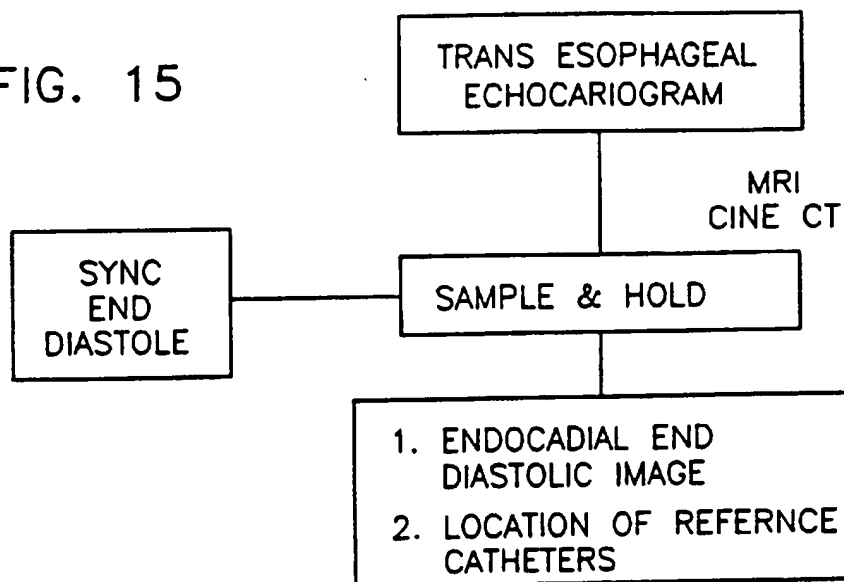 FIG. 15
TRANS ESOPHAGEAL
ECHOCARIOGRAM
MRI
CINE CT
SYNC
END
DIASTOLE
SAMPLE & HOLD
1. ENDOCADIAL END
DIASTOLIC IMAGE
2. LOCATION OF REFERNCE
CATHETERS